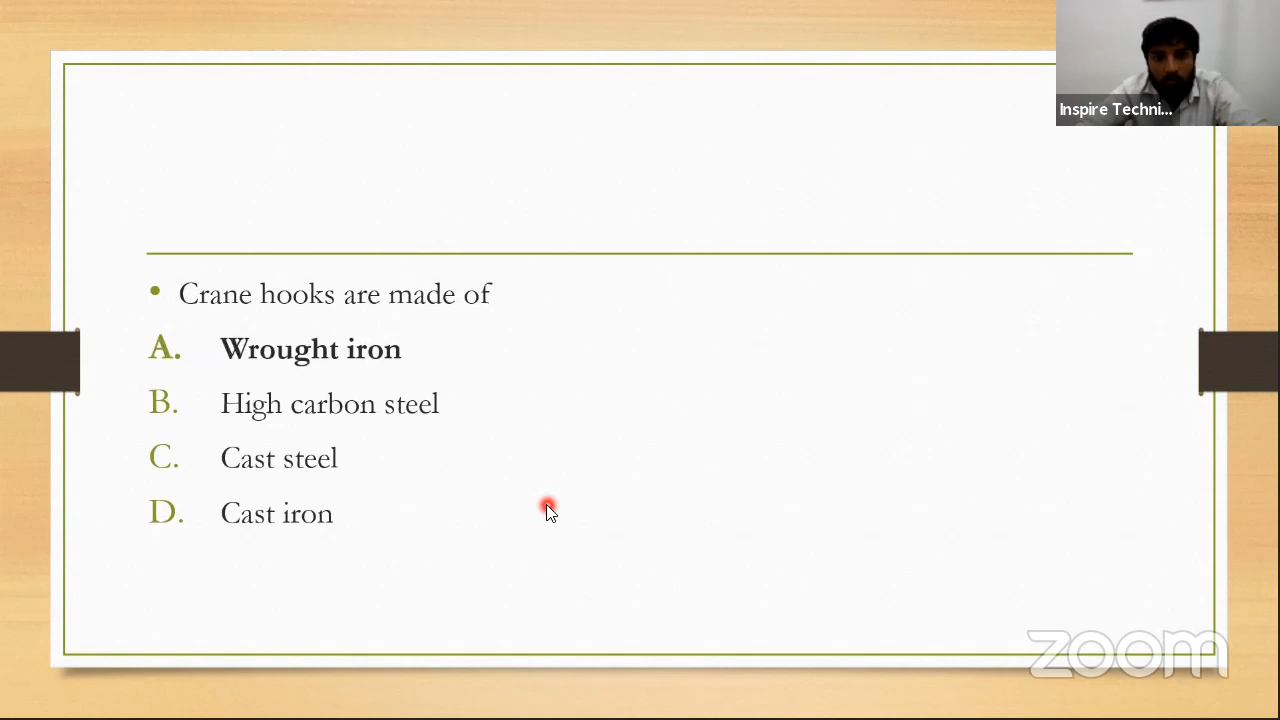 Inspire Techni...
• Crane hooks are made of
A. Wrought iron
B. High carbon steel
C. Cast steel
D. Cast iron
zoom